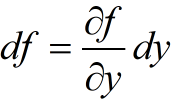 df = ∂f/∂y dy